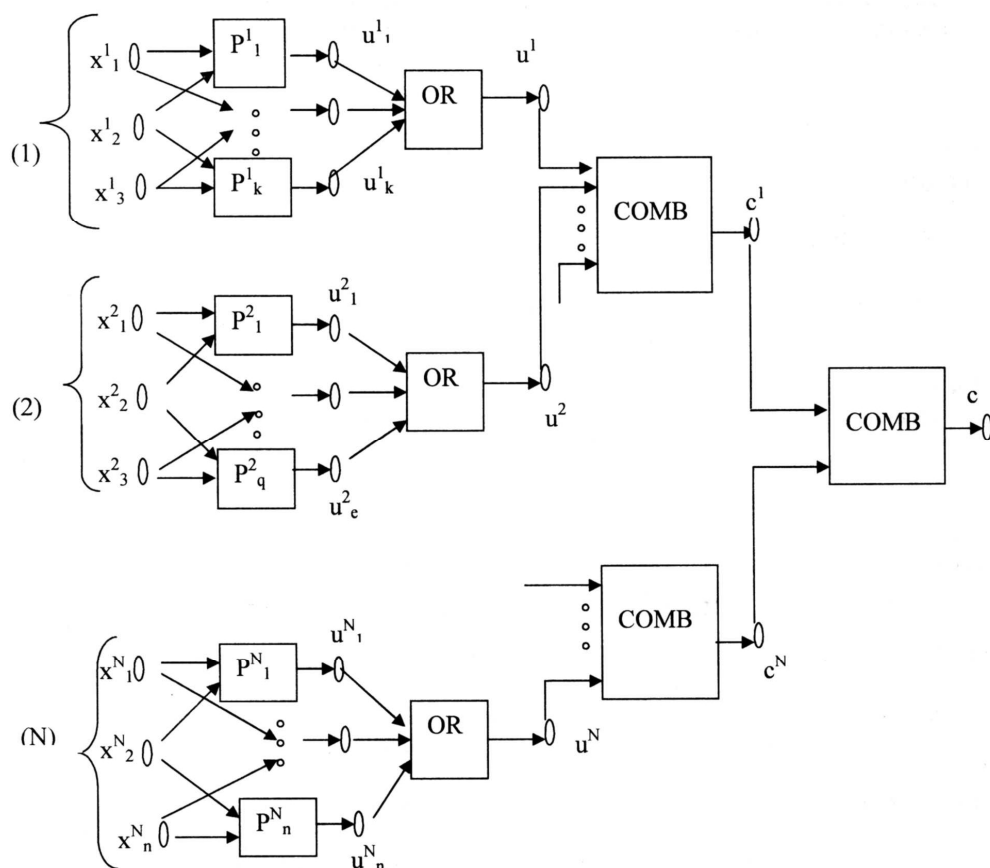 x¹₁
P¹₁
u¹₁
OR
u¹
(1)
x¹₂
x¹₃
P¹ₖ
u¹ₖ
COMB
c¹
x²₁
P²₁
u²₁
OR
u²
(2)
x²₂
x²₃
P²q
u²ₑ
COMB
c
COMB
cᴺ
xᴺ₁
Pᴺ₁
uᴺ₁
OR
uᴺ
(N)
xᴺ₂
xᴺₙ
Pᴺₙ
uᴺₙ